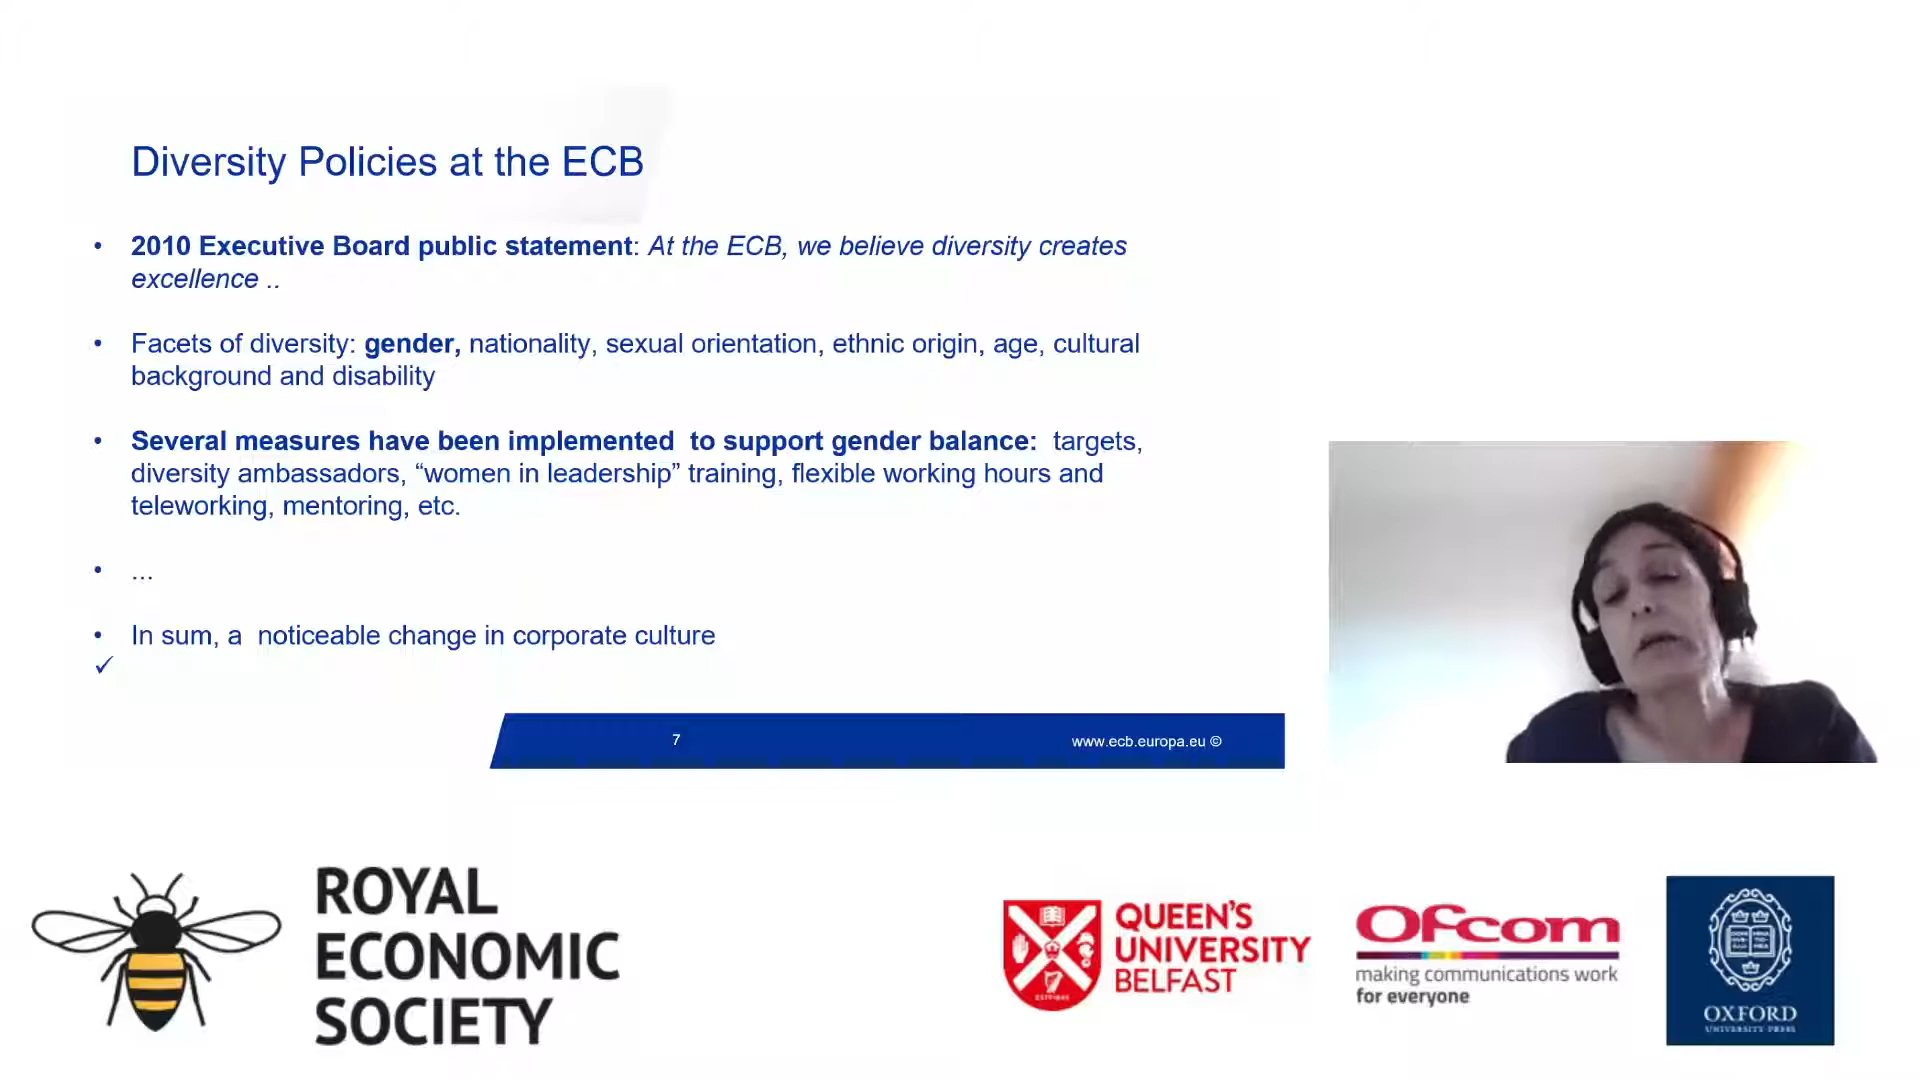 Diversity Policies at the ECB
• 2010 Executive Board public statement: At the ECB, we believe diversity creates
excellence ..
• Facets of diversity: gender, nationality, sexual orientation, ethnic origin, age, cultural
background and disability
• Several measures have been implemented  to support gender balance:  targets,
diversity ambassadors, “women in leadership” training, flexible working hours and
teleworking, mentoring, etc.
• ...
• In sum, a  noticeable change in corporate culture
✓
7
www.ecb.europa.eu ©
ROYAL
ECONOMIC
SOCIETY
QUEEN'S
UNIVERSITY
BELFAST
Ofcom
making communications work
for everyone
OXFORD
UNIVERSITY PRESS